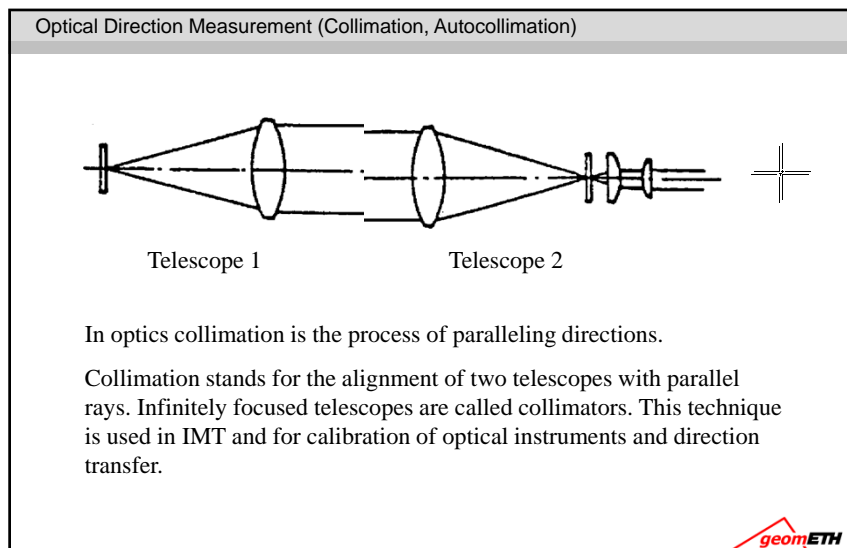 Optical Direction Measurement (Collimation, Autocollimation)
Telescope 1 Telescope 2
In optics collimation is the process of paralleling directions.
Collimation stands for the alignment of two telescopes with parallel
rays. Infinitely focused telescopes are called collimators. This technique
is used in IMT and for calibration of optical instruments and direction
transfer.
geomETH